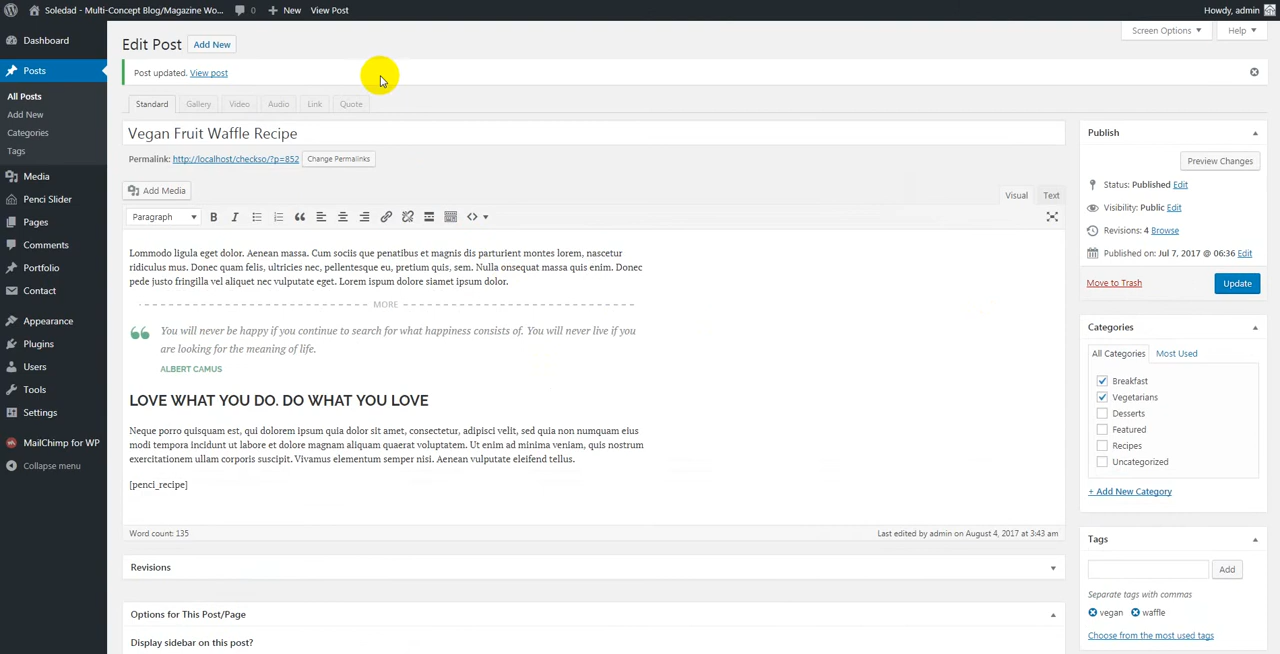 Soledad - Multi-Concept Blog/Magazine Wo... 0 New View Post Howdy, admin
Screen Options Help
Dashboard
Posts
All Posts
Add New
Categories
Tags
Media
Penci Slider
Pages
Comments
Portfolio
Contact
Appearance
Plugins
Users
Tools
Settings
MailChimp for WP
Collapse menu
Edit Post Add New
Post updated. View post
Standard Gallery Video Audio Link Quote
Vegan Fruit Waffle Recipe
Permalink: http://localhost/checkso/?p=852 Change Permalinks
Add Media
Visual Text
Paragraph B I
Lommodo ligula eget dolor. Aenean massa. Cum sociis que penatibus et magnis dis parturient montes lorem, nascetur
ridiculus mus. Donec quam felis, ultricies nec, pellentesque eu, pretium quis, sem. Nulla onsequat massa quis enim. Donec
pede justo fringilla vel aliquet nec vulputate eget. Lorem ispum dolore siamet ipsum dolor.
MORE
You will never be happy if you continue to search for what happiness consists of. You will never live if you
are looking for the meaning of life.
ALBERT CAMUS
LOVE WHAT YOU DO. DO WHAT YOU LOVE
Neque porro quisquam est, qui dolorem ipsum quia dolor sit amet, consectetur, adipisci velit, sed quia non numquam eius
modi tempora incidunt ut labore et dolore magnam aliquam quaerat voluptatem. Ut enim ad minima veniam, quis nostrum
exercitationem ullam corporis suscipit. Vivamus elementum semper nisi. Aenean vulputate eleifend tellus.
[penci_recipe]
Word count: 135 Last edited by admin on August 4, 2017 at 3:43 am
Revisions
Options for This Post/Page
Display sidebar on this post?
Publish
Preview Changes
Status: Published Edit
Visibility: Public Edit
Revisions: 4 Browse
Published on: Jul 7, 2017 @ 06:36 Edit
Move to Trash Update
Categories
All Categories Most Used
Breakfast
Vegetarians
Desserts
Featured
Recipes
Uncategorized
+ Add New Category
Tags
Add
Separate tags with commas
vegan waffle
Choose from the most used tags